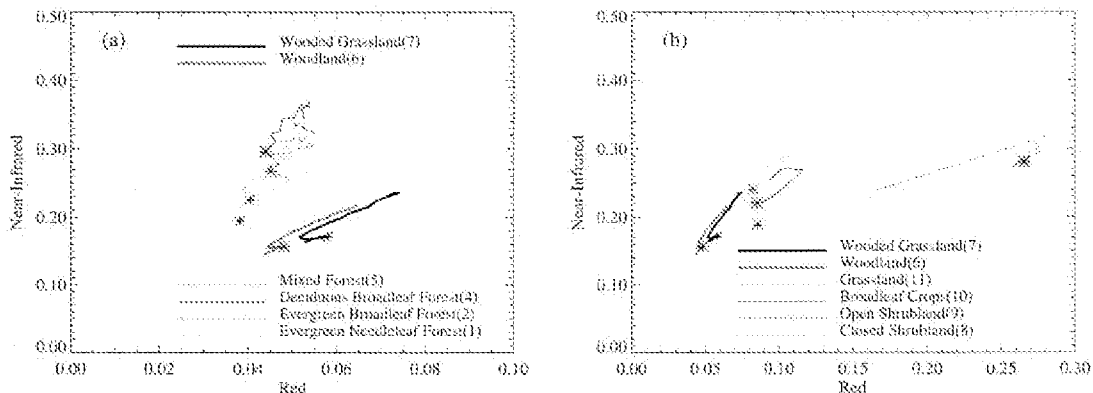 (a)
Wooded Grassland(7)
Woodland(6)
0.50
0.40
0.30
0.20
0.10
0.00
Near-Infrared
Mixed Forest(5)
Deciduous Broadleaf Forest(4)
Evergreen Broadleaf Forest(2)
Evergreen Needleleaf Forest(1)
0.00 0.02 0.04 0.06 0.08 0.10
Red
(b)
0.50
0.40
0.30
0.20
0.10
0.00
Near-Infrared
Wooded Grassland(7)
Woodland(6)
Grassland(11)
Broadleaf Crops(10)
Open Shrubland(9)
Closed Shrubland(8)
0.00 0.05 0.10 0.15 0.20 0.25 0.30
Red